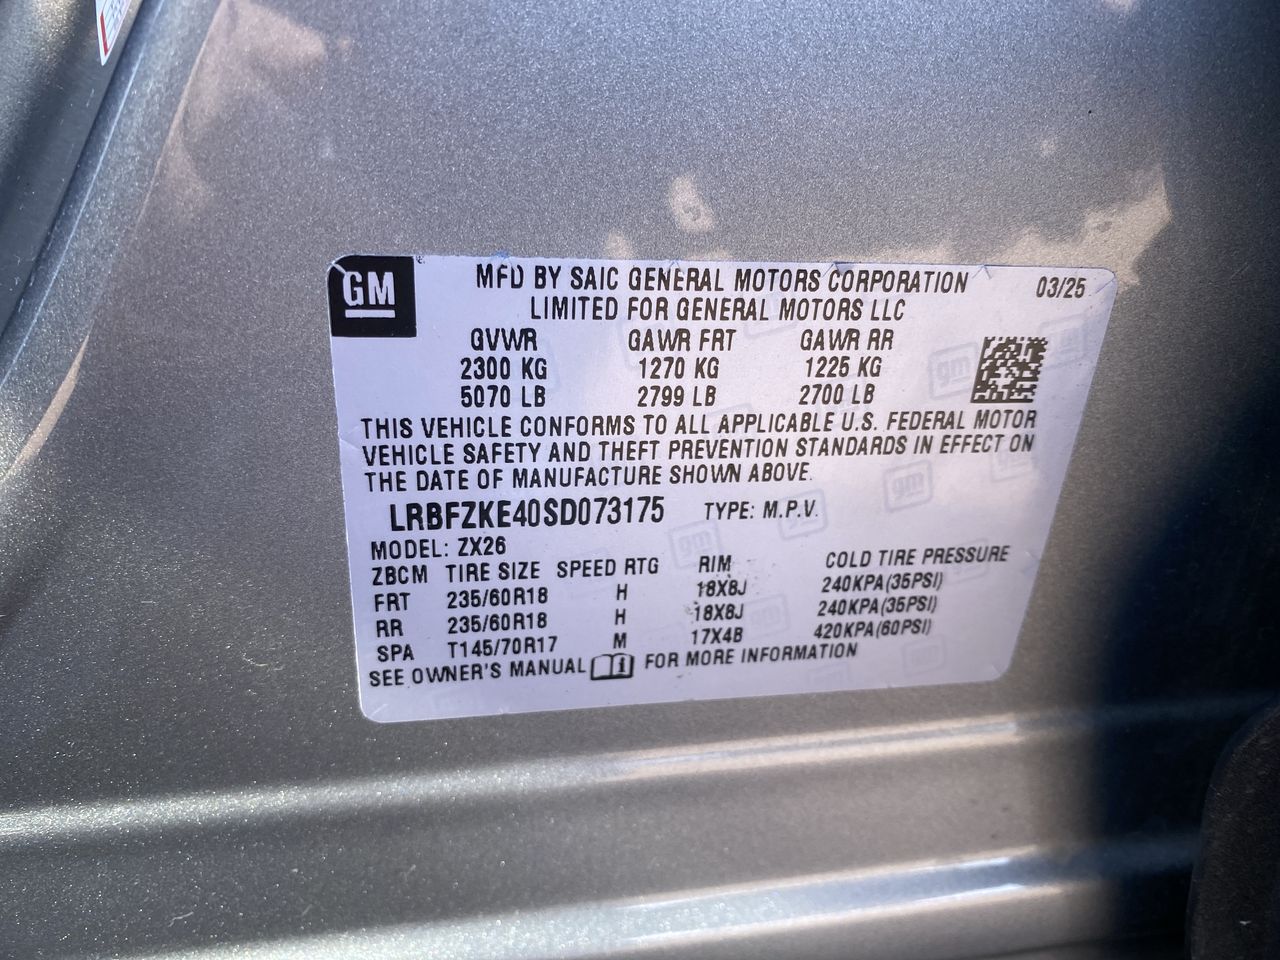 GM
MFD BY SAIC GENERAL MOTORS CORPORATION 03/25
LIMITED FOR GENERAL MOTORS LLC
GVWR GAWR FRT GAWR RR
2300 KG 1270 KG 1225 KG
5070 LB 2799 LB 2700 LB
THIS VEHICLE CONFORMS TO ALL APPLICABLE U.S. FEDERAL MOTOR
VEHICLE SAFETY AND THEFT PREVENTION STANDARDS IN EFFECT ON
THE DATE OF MANUFACTURE SHOWN ABOVE.
LRBFZKE40SD073175 TYPE: M.P.V.
MODEL: ZX26
ZBCM TIRE SIZE SPEED RTG RIM COLD TIRE PRESSURE
FRT 235/60R18 H 18X8J 240KPA(35PSI)
RR 235/60R18 H 18X8J 240KPA(35PSI)
SPA T145/70R17 M 17X4B 420KPA(60PSI)
SEE OWNER'S MANUAL FOR MORE INFORMATION